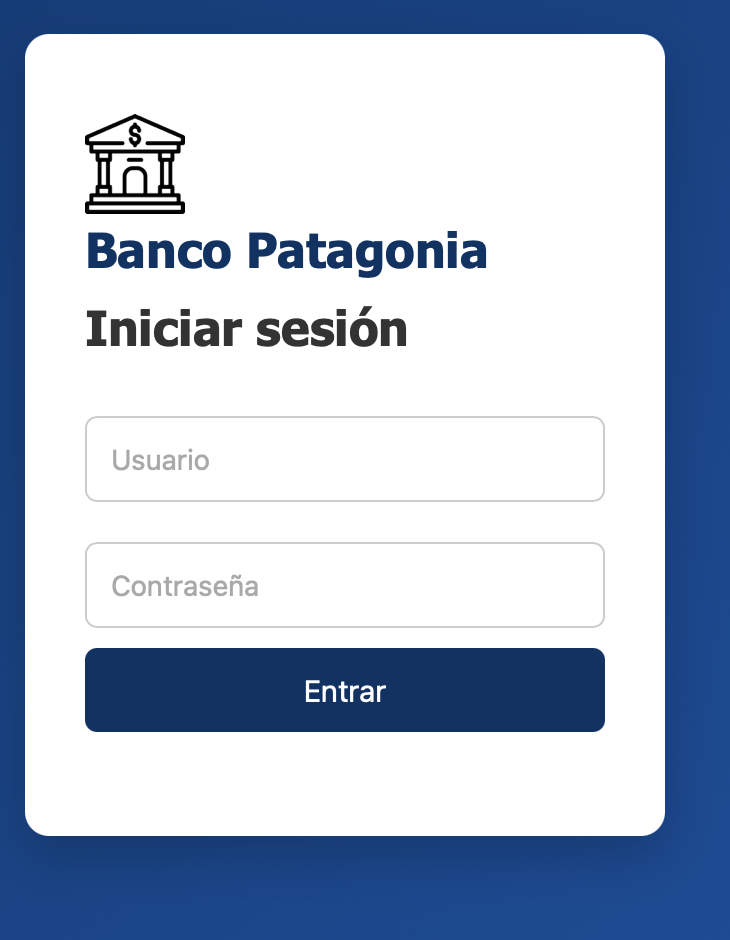 $
Banco Patagonia
Iniciar sesión
Usuario
Contraseña
Entrar